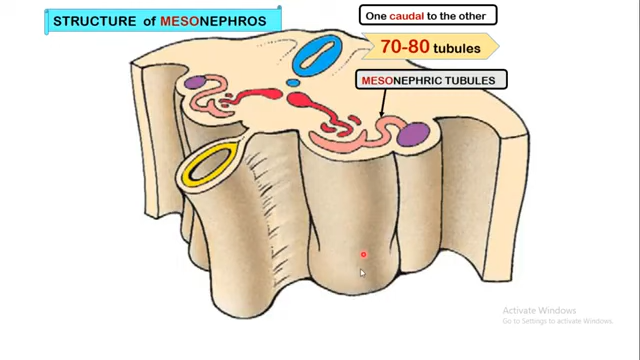 STRUCTURE of MESONEPHROS
One caudal to the other
70-80 tubules
MESONEPHRIC TUBULES
Activate Windows
Go to Settings to activate Windows.